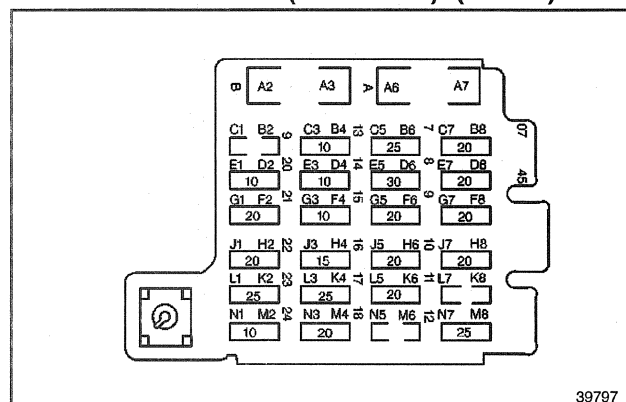 B A2 A3 A A6 A7
C1 B2 9 C3 B4 13 C5 B6 7 C7 B8 07
10 25 20
E1 D2 20 E3 D4 14 E5 D6 8 E7 D8 45
10 10 30 20
G1 F2 21 G3 F4 15 G5 F6 9 G7 F8
20 10 20 20
J1 H2 22 J3 H4 16 J5 H6 10 J7 H8
20 15 20 20
L1 K2 23 L3 K4 17 L5 K6 11 L7 K8
25 25 20
N1 M2 24 N3 M4 18 N5 M6 12 N7 M8
10 20 25
39797